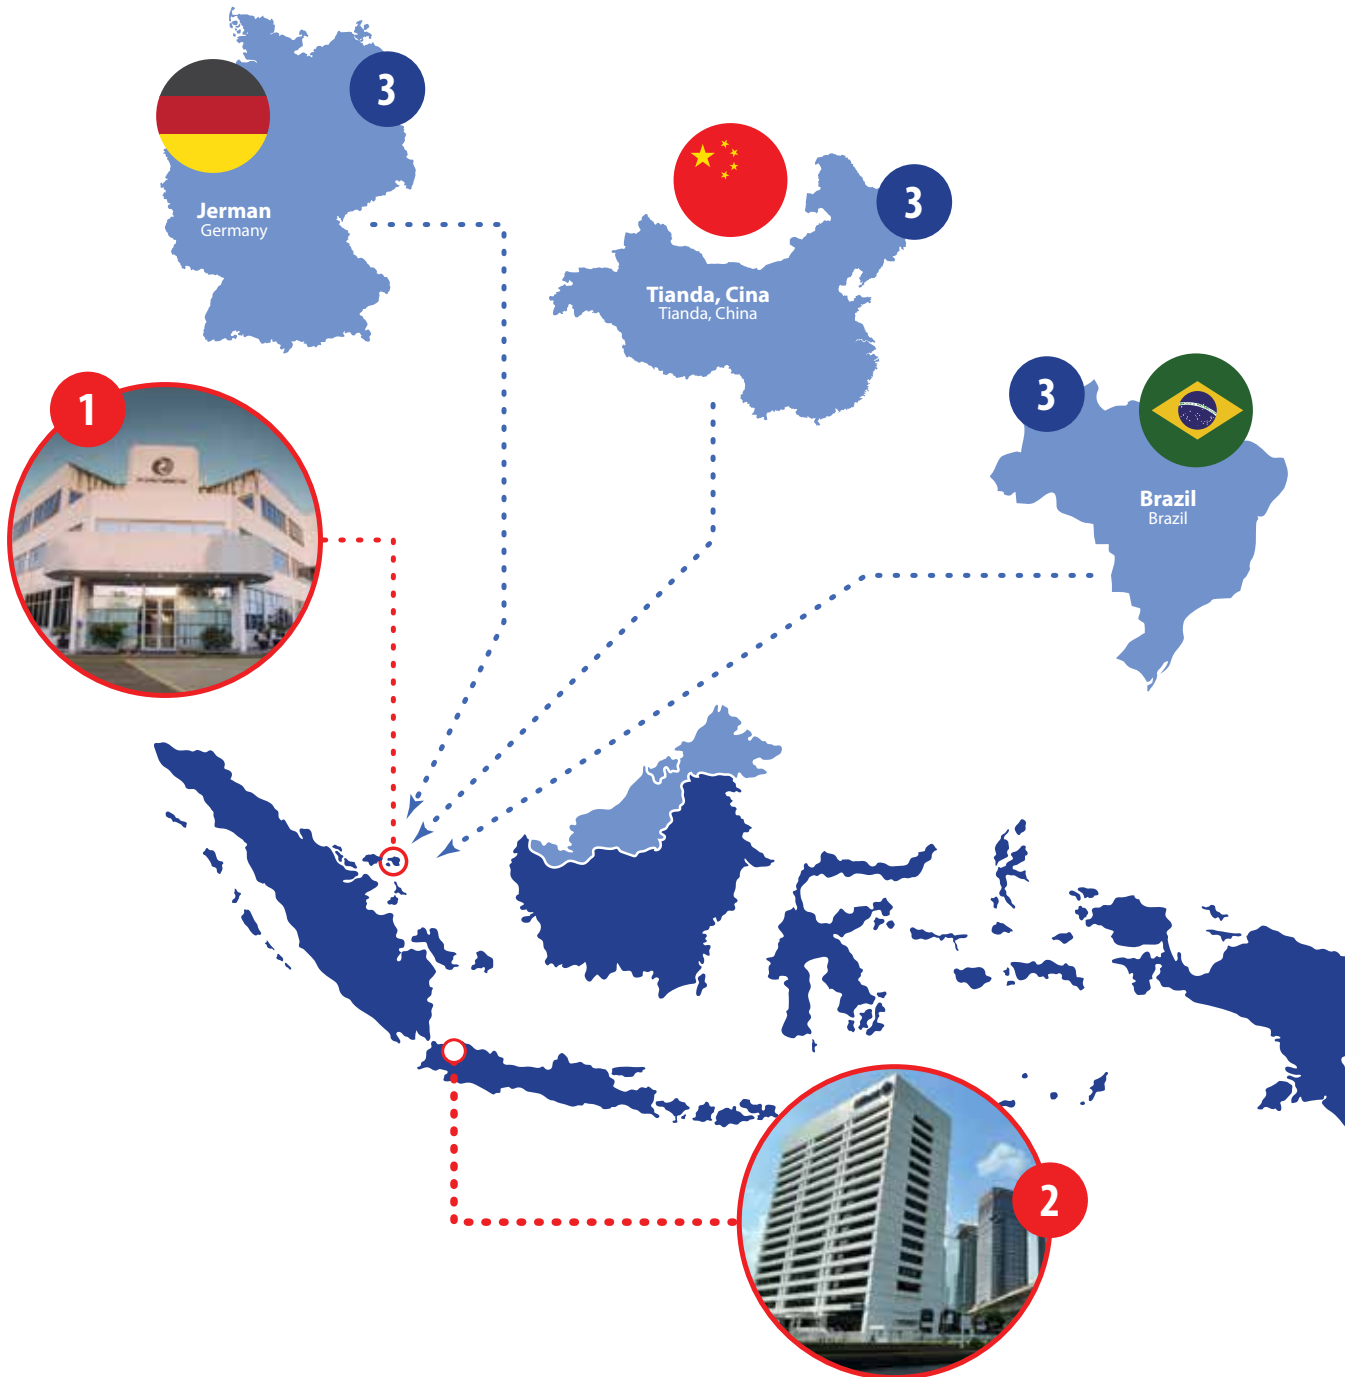 3
Jerman
Germany
3
Tianda, Cina
Tianda, China
3
Brazil
Brazil
1
2